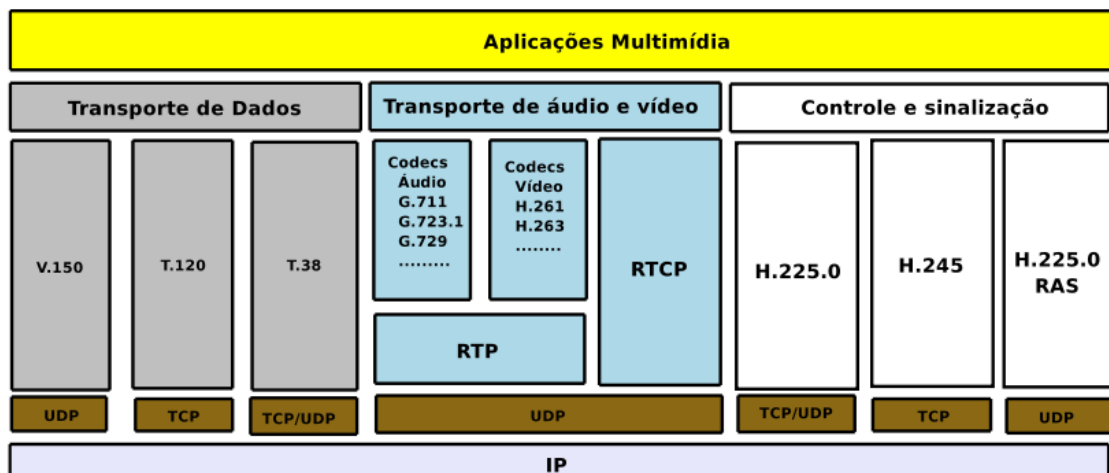 Aplicações Multimídia
Transporte de Dados
Transporte de áudio e vídeo
Controle e sinalização
V.150
T.120
T.38
Codecs
Áudio
G.711
G.723.1
G.729
.........
Codecs
Vídeo
H.261
H.263
........
RTP
RTCP
H.225.0
H.245
H.225.0
RAS
UDP
TCP
TCP/UDP
UDP
TCP/UDP
TCP
UDP
IP